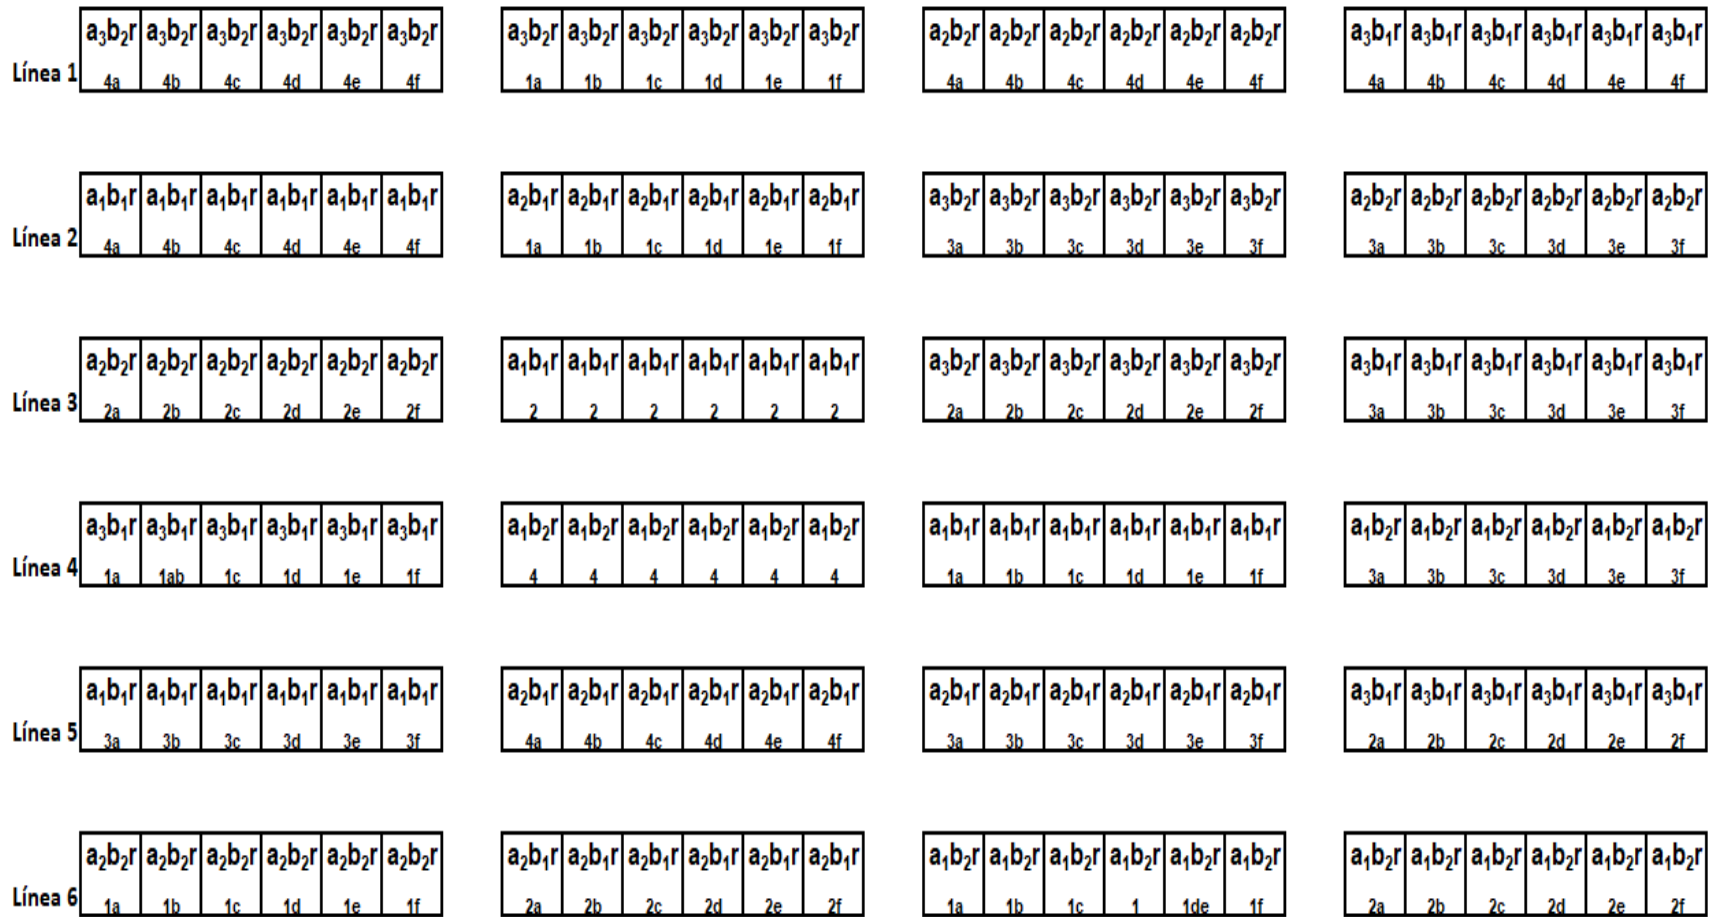 a₃b₂r a₃b₂r a₃b₂r a₃b₂r a₃b₂r a₃b₂r a₃b₂r a₃b₂r a₃b₂r a₃b₂r a₃b₂r a₃b₂r a₂b₂r a₂b₂r a₂b₂r a₂b₂r a₂b₂r a₂b₂r a₃b₁r a₃b₁r a₃b₁r a₃b₁r a₃b₁r a₃b₁r
Línea 1 4a 4b 4c 4d 4e 4f 1a 1b 1c 1d 1e 1f 4a 4b 4c 4d 4e 4f 4a 4b 4c 4d 4e 4f
a₁b₁r a₁b₁r a₁b₁r a₁b₁r a₁b₁r a₁b₁r a₂b₁r a₂b₁r a₂b₁r a₂b₁r a₂b₁r a₂b₁r a₃b₂r a₃b₂r a₃b₂r a₃b₂r a₃b₂r a₃b₂r a₂b₂r a₂b₂r a₂b₂r a₂b₂r a₂b₂r a₂b₂r
Línea 2 4a 4b 4c 4d 4e 4f 1a 1b 1c 1d 1e 1f 3a 3b 3c 3d 3e 3f 3a 3b 3c 3d 3e 3f
a₂b₂r a₂b₂r a₂b₂r a₂b₂r a₂b₂r a₂b₂r a₁b₁r a₁b₁r a₁b₁r a₁b₁r a₁b₁r a₁b₁r a₃b₂r a₃b₂r a₃b₂r a₃b₂r a₃b₂r a₃b₂r a₃b₁r a₃b₁r a₃b₁r a₃b₁r a₃b₁r a₃b₁r
Línea 3 2a 2b 2c 2d 2e 2f 2 2 2 2 2 2 2a 2b 2c 2d 2e 2f 3a 3b 3c 3d 3e 3f
a₃b₁r a₃b₁r a₃b₁r a₃b₁r a₃b₁r a₃b₁r a₁b₂r a₁b₂r a₁b₂r a₁b₂r a₁b₂r a₁b₂r a₁b₁r a₁b₁r a₁b₁r a₁b₁r a₁b₁r a₁b₁r a₁b₂r a₁b₂r a₁b₂r a₁b₂r a₁b₂r a₁b₂r
Línea 4 1a 1ab 1c 1d 1e 1f 4 4 4 4 4 4 1a 1b 1c 1d 1e 1f 3a 3b 3c 3d 3e 3f
a₁b₁r a₁b₁r a₁b₁r a₁b₁r a₁b₁r a₁b₁r a₂b₁r a₂b₁r a₂b₁r a₂b₁r a₂b₁r a₂b₁r a₂b₁r a₂b₁r a₂b₁r a₂b₁r a₂b₁r a₂b₁r a₃b₁r a₃b₁r a₃b₁r a₃b₁r a₃b₁r a₃b₁r
Línea 5 3a 3b 3c 3d 3e 3f 4a 4b 4c 4d 4e 4f 3a 3b 3c 3d 3e 3f 2a 2b 2c 2d 2e 2f
a₂b₂r a₂b₂r a₂b₂r a₂b₂r a₂b₂r a₂b₂r a₂b₁r a₂b₁r a₂b₁r a₂b₁r a₂b₁r a₂b₁r a₁b₂r a₁b₂r a₁b₂r a₁b₂r a₁b₂r a₁b₂r a₁b₂r a₁b₂r a₁b₂r a₁b₂r a₁b₂r a₁b₂r
Línea 6 1a 1b 1c 1d 1e 1f 2a 2b 2c 2d 2e 2f 1a 1b 1c 1 1de 1f 2a 2b 2c 2d 2e 2f